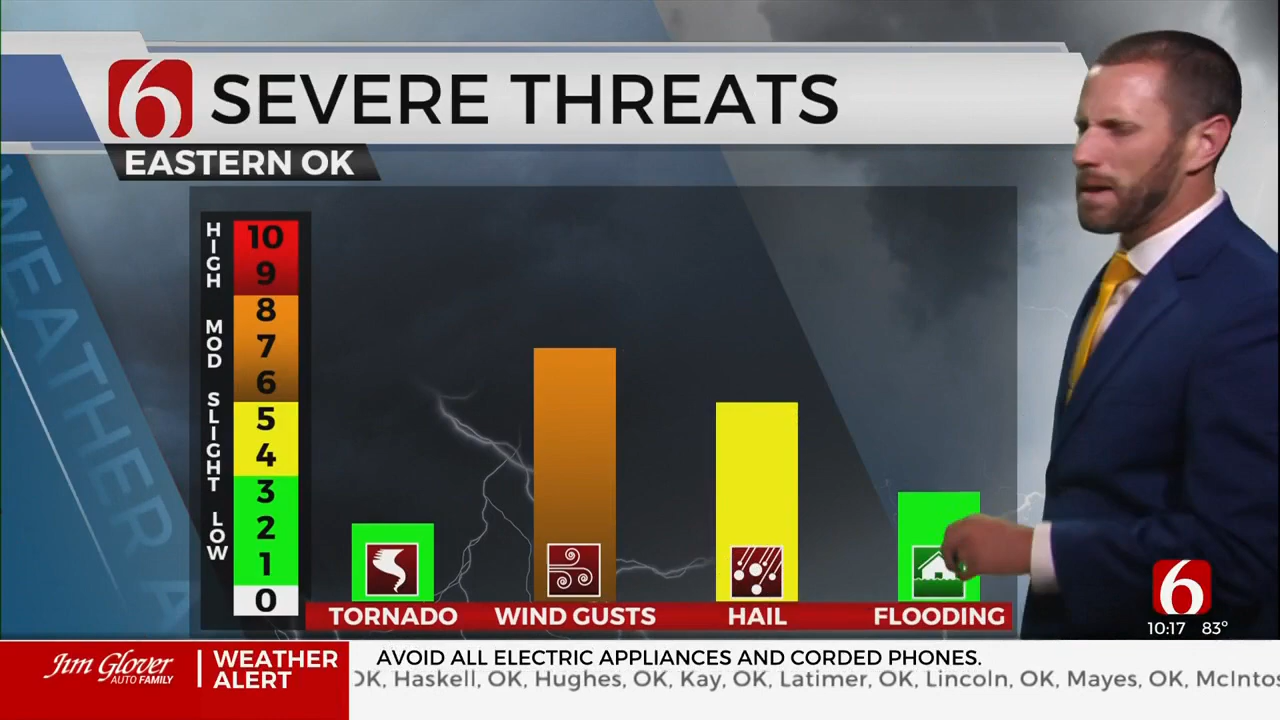 6 SEVERE THREATS
EASTERN OK
HIGH
MOD
SLIGHT
LOW
10
9
8
7
6
5
4
3
2
1
0
TORNADO
WIND GUSTS
HAIL
FLOODING
WEATHER A
6
10:17 83°
Jim Glover
AUTO FAMILY
WEATHER
ALERT
AVOID ALL ELECTRIC APPLIANCES AND CORDED PHONES.
OK, Haskell, OK, Hughes, OK, Kay, OK, Latimer, OK, Lincoln, OK, Mayes, OK, McIntos